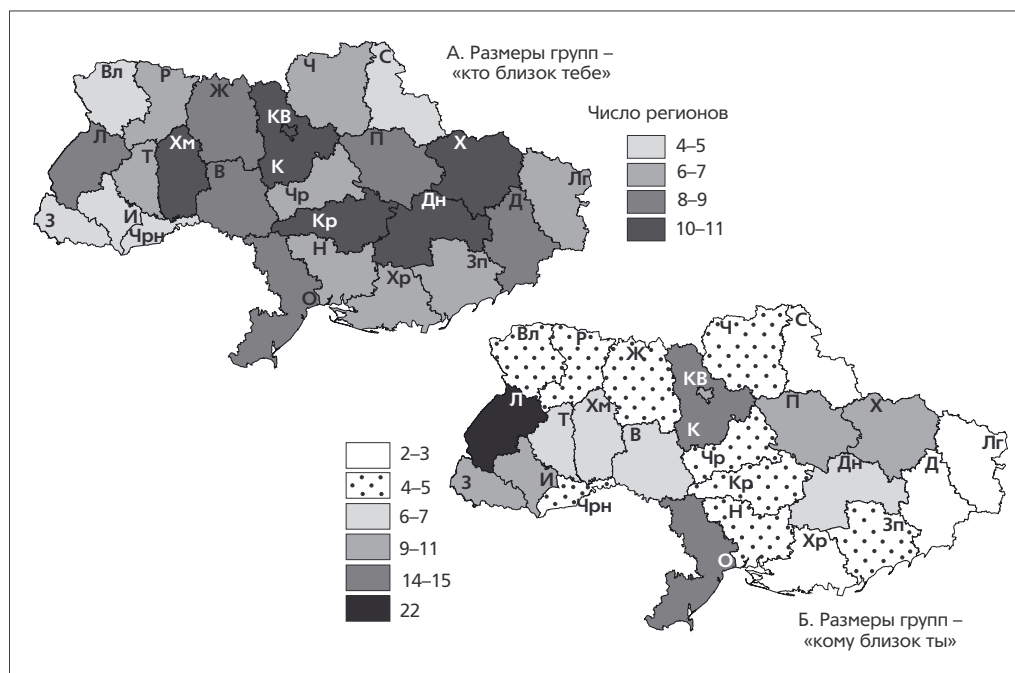 А. Размеры групп –
«кто близок тебе»
Число регионов
4–5
6–7
8–9
10–11
Вл
Р
Ж
КВ
К
Ч
С
Л
Т
Хм
В
Чр
П
Х
Лг
З
И
Чрн
Кр
Дн
Д
Н
О
Хр
Зп
2–3
4–5
6–7
9–11
14–15
22
Вл
Р
Ж
КВ
К
Ч
С
Л
Т
Хм
В
Чр
П
Х
Лг
З
И
Чрн
Кр
Дн
Д
Н
О
Хр
Зп
Б. Размеры групп –
«кому близок ты»